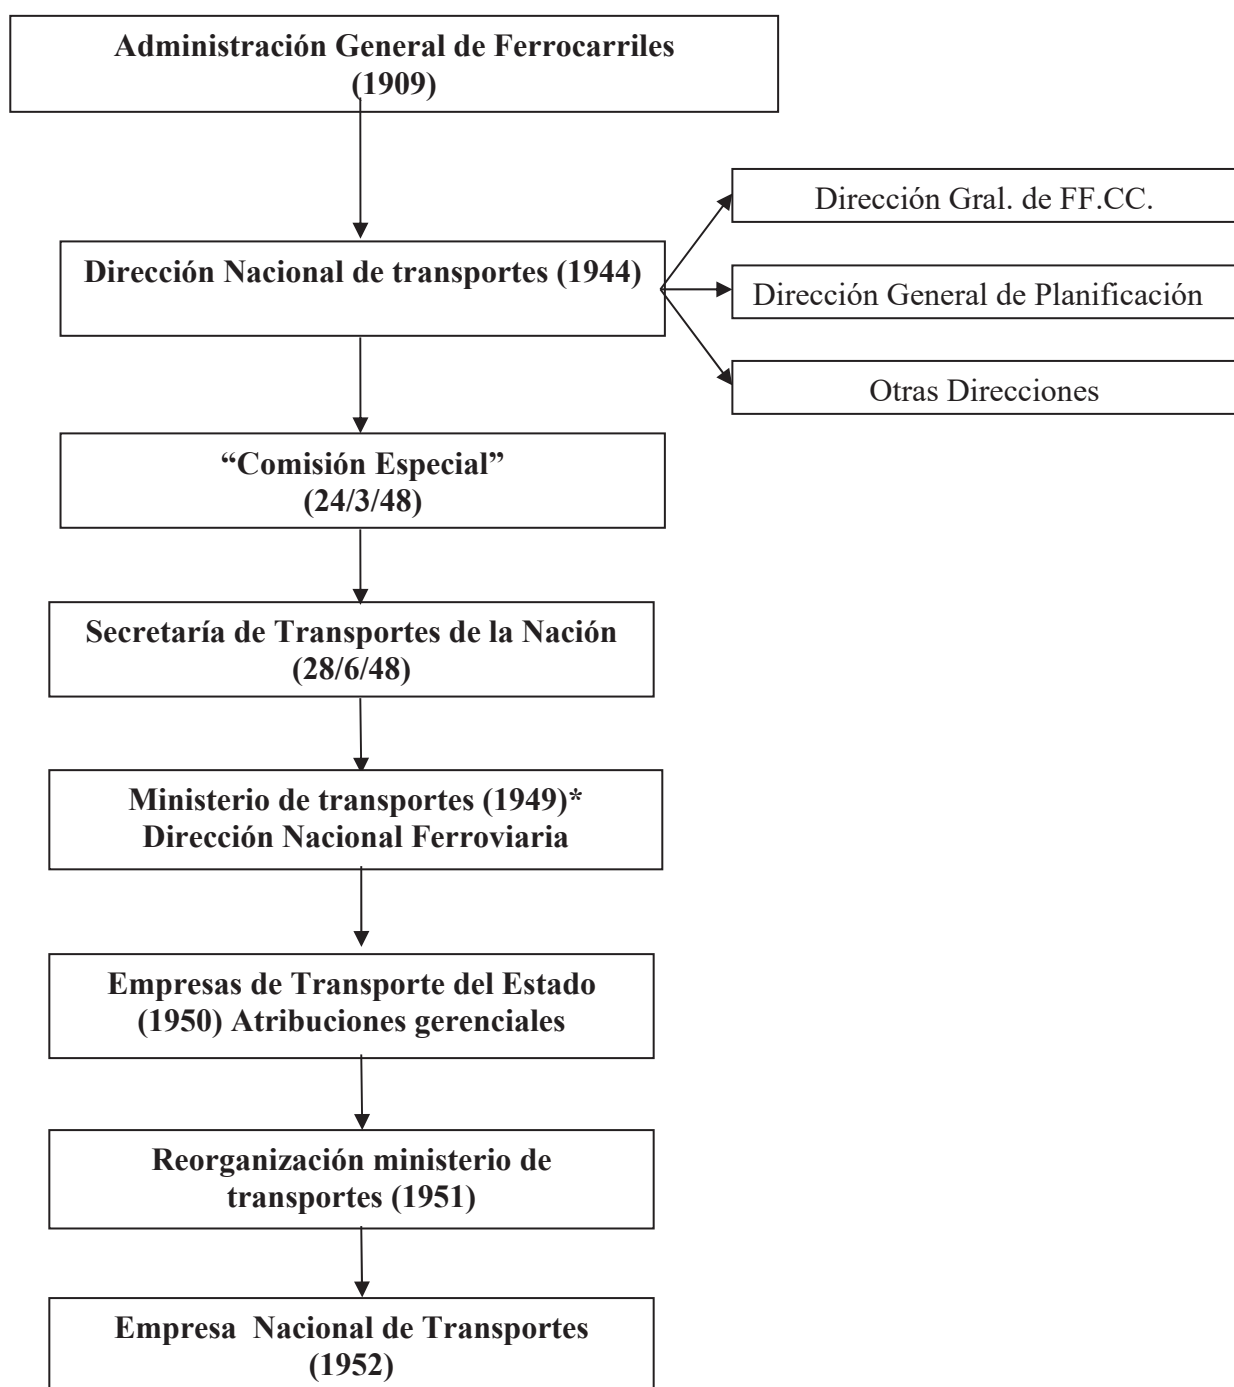 Administración General de Ferrocarriles
(1909)
Dirección Gral. de FF.CC.
Dirección Nacional de transportes (1944)
Dirección General de Planificación
Otras Direcciones
“Comisión Especial”
(24/3/48)
Secretaría de Transportes de la Nación
(28/6/48)
Ministerio de transportes (1949)*
Dirección Nacional Ferroviaria
Empresas de Transporte del Estado
(1950) Atribuciones gerenciales
Reorganización ministerio de
transportes (1951)
Empresa Nacional de Transportes
(1952)